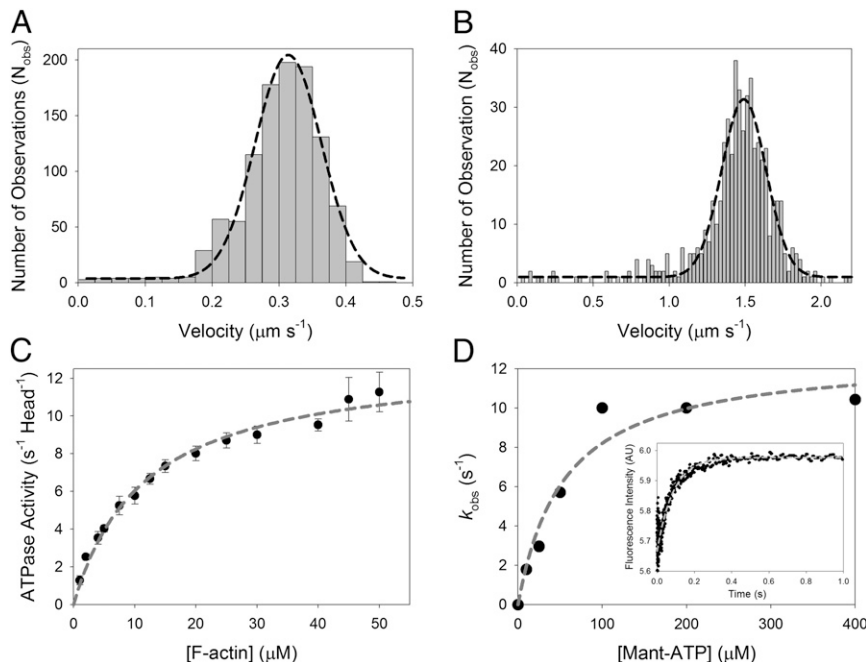 A
Number of Observations (Nobs)
200
150
100
50
0
0.0 0.1 0.2 0.3 0.4 0.5
Velocity (μm s⁻¹)
B
Number of Observation (Nobs)
40
30
20
10
0
0.0 0.5 1.0 1.5 2.0
Velocity (μm s⁻¹)
C
ATPase Activity (s⁻¹ Head⁻¹)
12
10
8
6
4
2
0
0 10 20 30 40 50
[F-actin] (μM)
D
kobs (s⁻¹)
12
10
8
6
4
2
0
0 100 200 300 400
[Mant-ATP] (μM)
Fluorescence Intensity (AU)
6.0
5.9
5.8
5.7
5.6
0.0 0.2 0.4 0.6 0.8 1.0
Time (s)